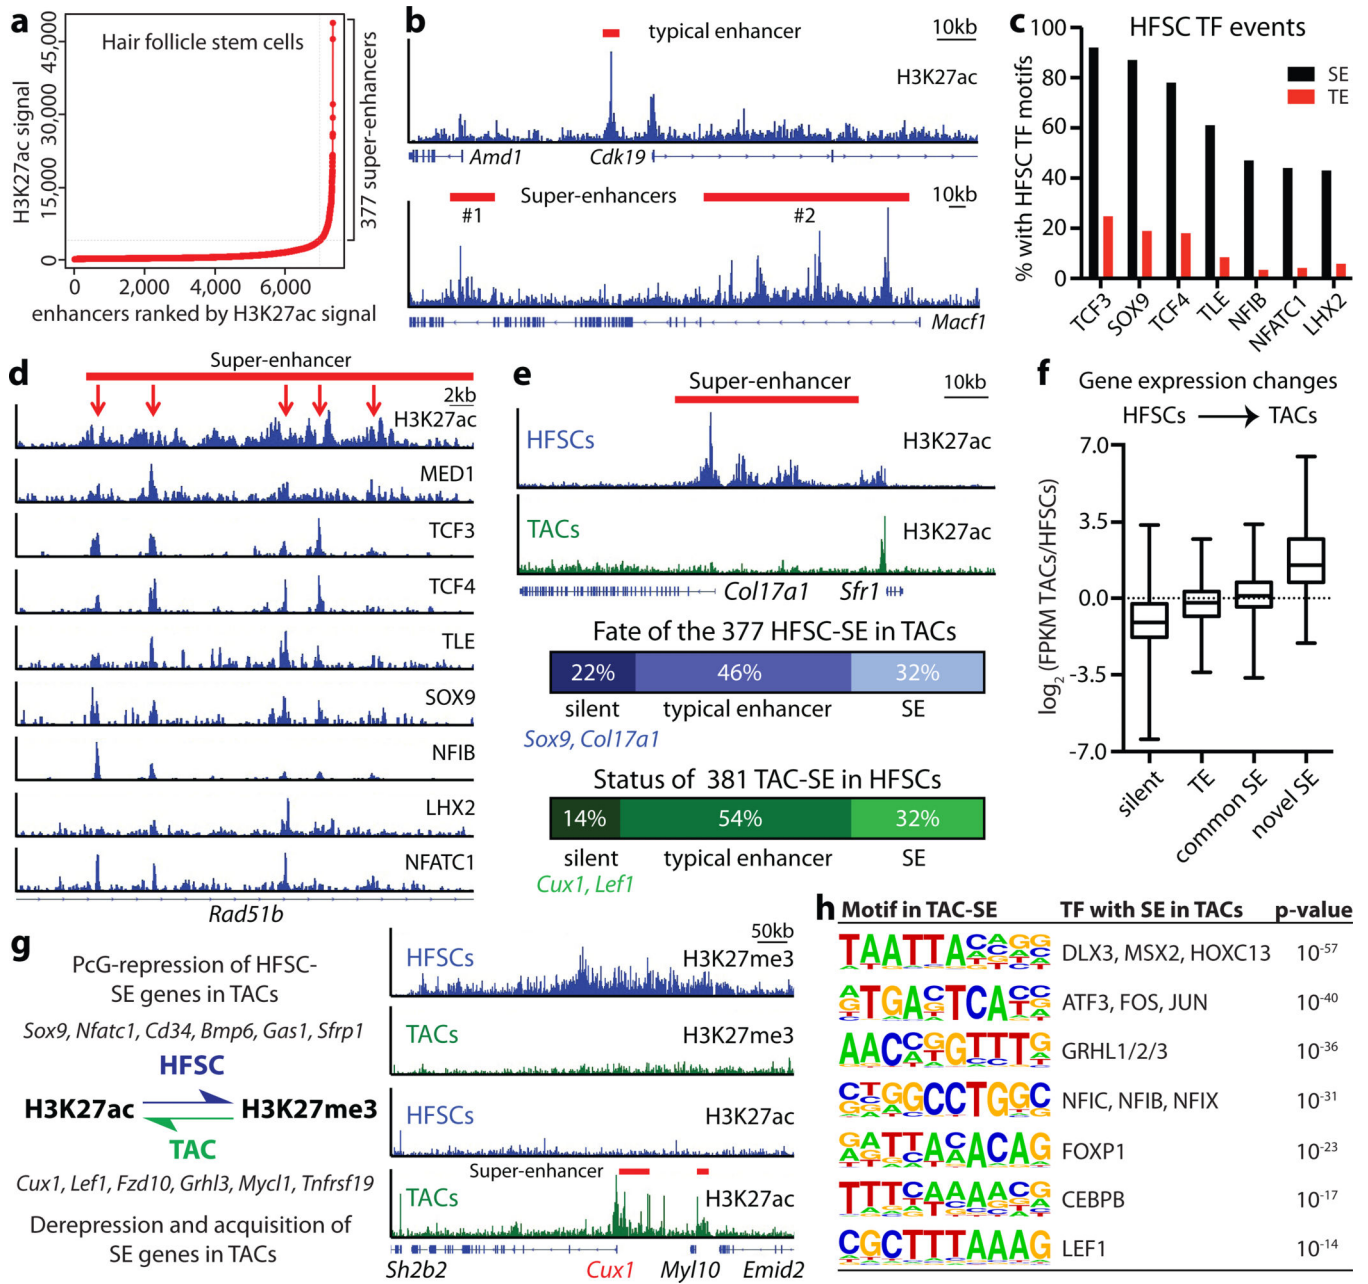 a
45,000
30,000
15,000
0
H3K27ac signal
Hair follicle stem cells
377 super-enhancers
0 2,000 4,000 6,000
enhancers ranked by H3K27ac signal
b
typical enhancer
10kb
H3K27ac
Amd1 Cdk19
Super-enhancers
10kb
#1 #2
Macf1
c
HFSC TF events
100
80
60
40
20
0
% with HFSC TF motifs
SE
TE
TCF3 SOX9 TCF4 TLE NFIB NFATC1 LHX2
d
Super-enhancer
2kb
H3K27ac
MED1
TCF3
TCF4
TLE
SOX9
NFIB
LHX2
NFATC1
Rad51b
e
Super-enhancer
10kb
HFSCs
H3K27ac
TACs
H3K27ac
Col17a1 Sfr1
Fate of the 377 HFSC-SE in TACs
22% 46% 32%
silent typical enhancer SE
Sox9, Col17a1
Status of 381 TAC-SE in HFSCs
14% 54% 32%
silent typical enhancer SE
Cux1, Lef1
f
Gene expression changes
HFSCs TACs
7.0
3.5
0.0
-3.5
-7.0
log2 (FPKM TACs/HFSCs)
silent TE common SE novel SE
g
PcG-repression of HFSC-
SE genes in TACs
Sox9, Nfatc1, Cd34, Bmp6, Gas1, Sfrp1
HFSC
H3K27ac H3K27me3
TAC
Cux1, Lef1, Fzd10, Grhl3, Mycl1, Tnfrsf19
Derepression and acquisition of
SE genes in TACs
50kb
HFSCs
H3K27me3
TACs
H3K27me3
HFSCs
H3K27ac
Super-enhancer
TACs
H3K27ac
Sh2b2 Cux1 Myl10 Emid2
h
Motif in TAC-SE TF with SE in TACs p-value
DLX3, MSX2, HOXC13 10-57
ATF3, FOS, JUN 10-40
GRHL1/2/3 10-36
NFIC, NFIB, NFIX 10-31
FOXP1 10-23
CEBPB 10-17
LEF1 10-14